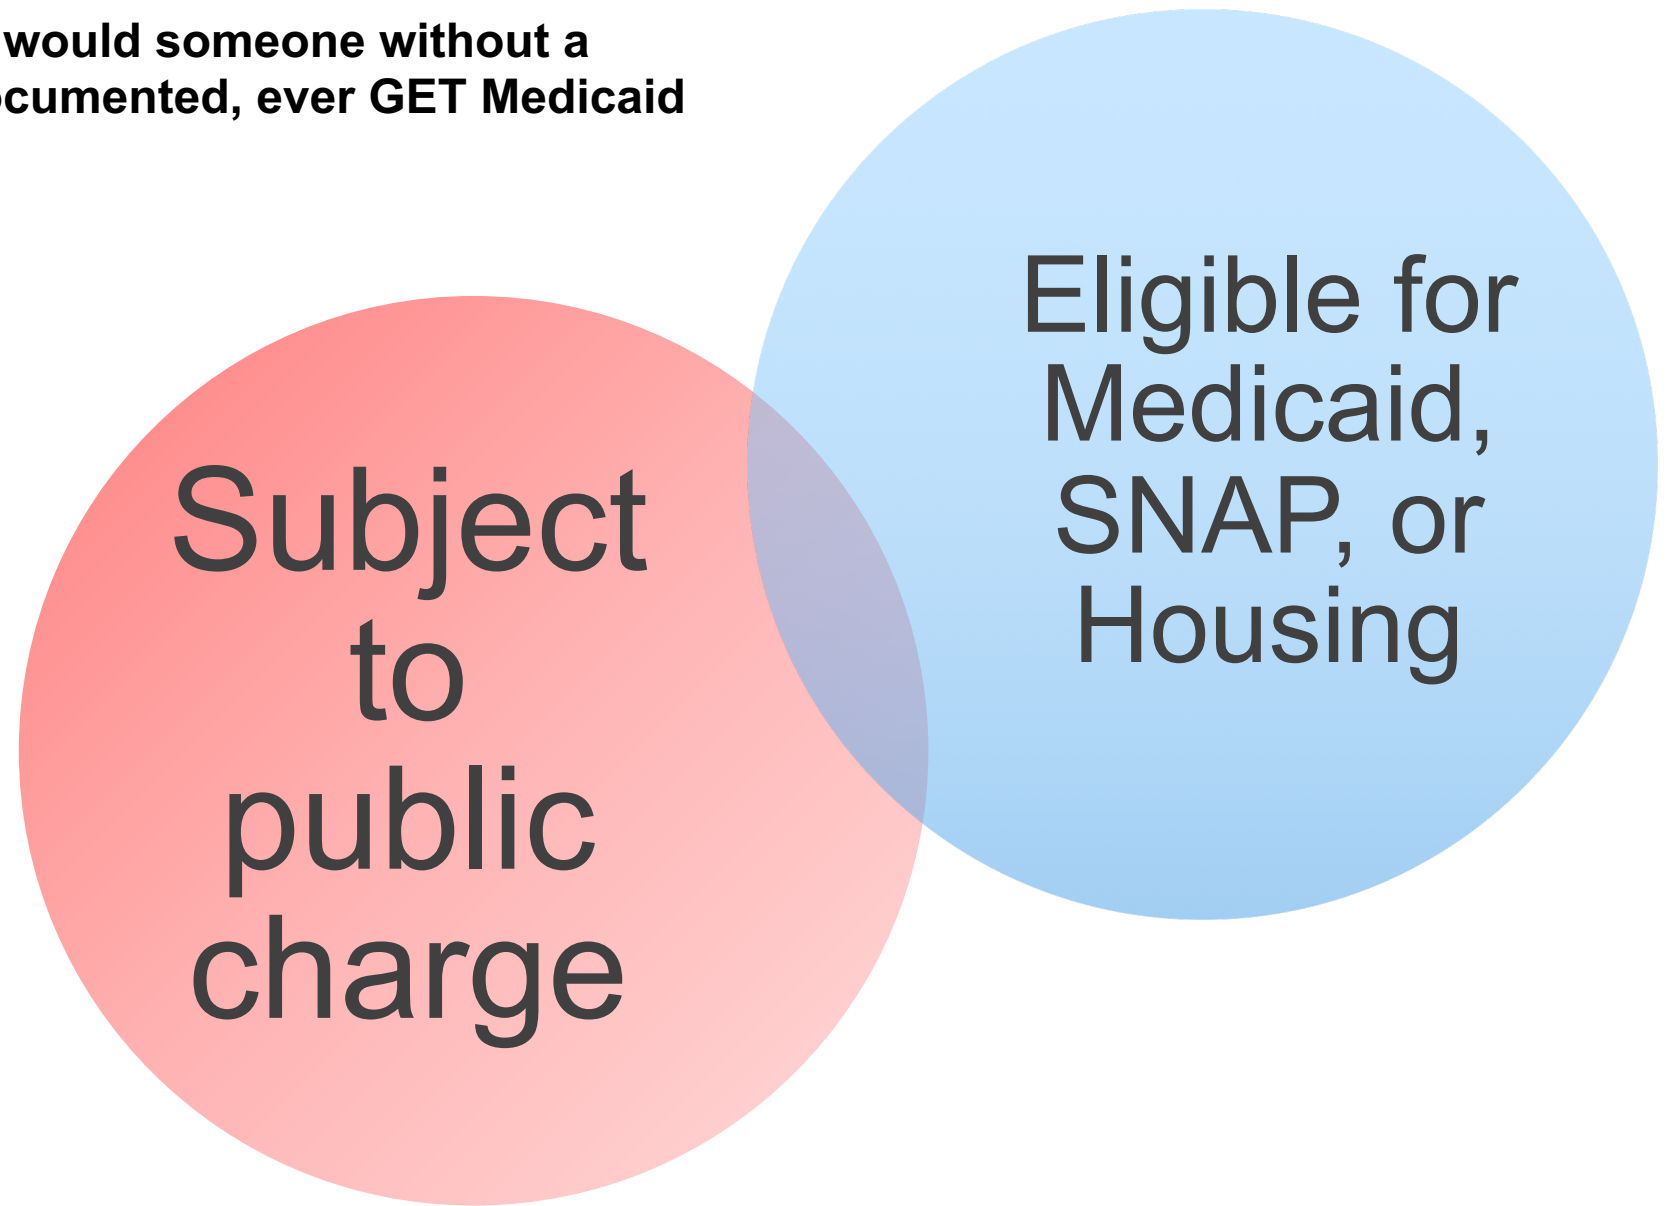 would someone without a
ocumented, ever GET Medicaid
Eligible for
Medicaid,
SNAP, or
Housing
Subject
to
public
charge